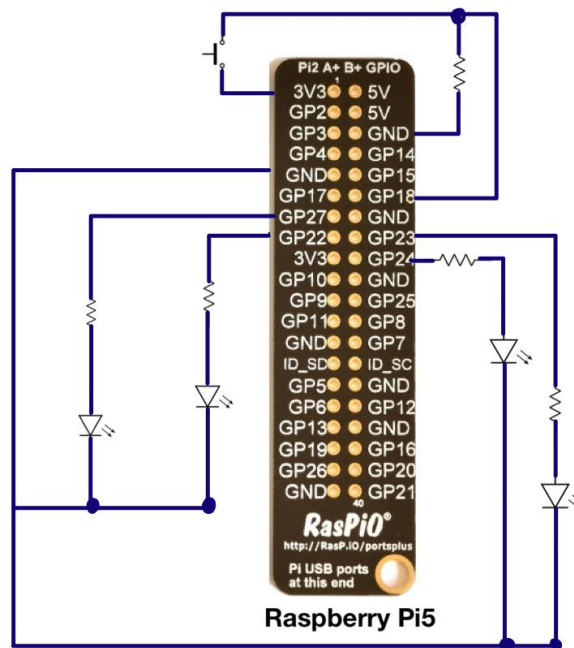 Pi2 A+ B+ GPIO
1
3V3 5V
GP2 5V
GP3 GND
GP4 GP14
GND GP15
GP17 GP18
GP27 GND
GP22 GP23
3V3 GP24
GP10 GND
GP9 GP25
GP11 GP8
GND GP7
ID_SD ID_SC
GP5 GND
GP6 GP12
GP13 GND
GP19 GP16
GP26 GP20
GND GP21
40
RasPiO®
http://RasP.iO/portsplus
Pi USB ports
at this end
Raspberry Pi5